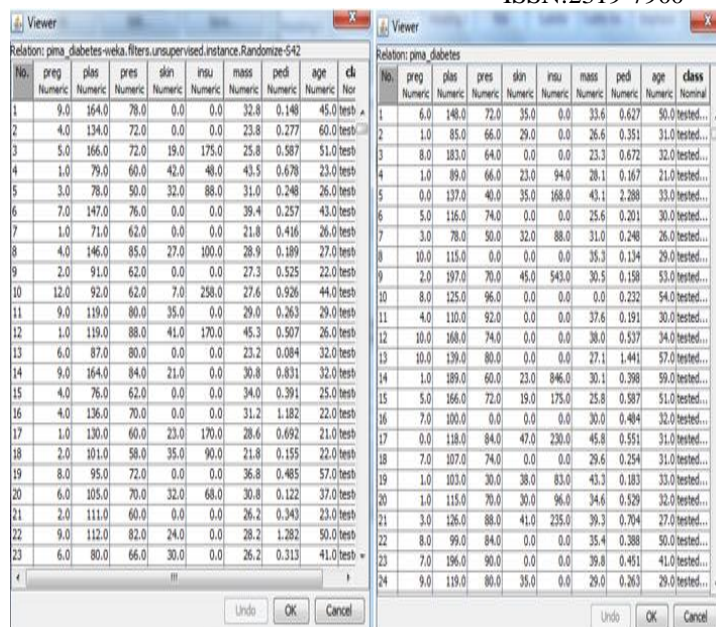 ISSN:2319-7900
Viewer
Relation: pima_diabetes-weka.filters.unsupervised.instance.Randomize-S42
No. preg plas pres skin insu mass pedi age cla
Numeric Numeric Numeric Numeric Numeric Numeric Numeric Numeric Nor
1 9.0 164.0 78.0 0.0 0.0 32.8 0.148 45.0 test
2 4.0 134.0 72.0 0.0 0.0 23.8 0.277 60.0 test
3 5.0 166.0 72.0 19.0 175.0 25.8 0.587 51.0 test
4 1.0 79.0 60.0 42.0 48.0 43.5 0.678 23.0 test
5 3.0 78.0 50.0 32.0 88.0 31.0 0.248 26.0 test
6 7.0 147.0 76.0 0.0 0.0 39.4 0.257 43.0 test
7 1.0 71.0 62.0 0.0 0.0 21.8 0.416 26.0 test
8 4.0 146.0 85.0 27.0 100.0 28.9 0.189 27.0 test
9 2.0 91.0 62.0 0.0 0.0 27.3 0.525 22.0 test
10 12.0 92.0 62.0 7.0 258.0 27.6 0.926 44.0 test
11 9.0 119.0 80.0 35.0 0.0 29.0 0.263 29.0 test
12 1.0 119.0 88.0 41.0 170.0 45.3 0.507 26.0 test
13 6.0 87.0 80.0 0.0 0.0 23.2 0.084 32.0 test
14 9.0 164.0 84.0 21.0 0.0 30.8 0.831 32.0 test
15 4.0 76.0 62.0 0.0 0.0 34.0 0.391 25.0 test
16 4.0 136.0 70.0 0.0 0.0 31.2 1.182 22.0 test
17 1.0 130.0 60.0 23.0 170.0 28.6 0.692 21.0 test
18 2.0 101.0 58.0 35.0 90.0 21.8 0.155 22.0 test
19 8.0 95.0 72.0 0.0 0.0 36.8 0.485 57.0 test
20 6.0 105.0 70.0 32.0 68.0 30.8 0.122 37.0 test
21 2.0 111.0 60.0 0.0 0.0 26.2 0.343 23.0 test
22 9.0 112.0 82.0 24.0 0.0 28.2 1.282 50.0 test
23 6.0 80.0 66.0 30.0 0.0 26.2 0.313 41.0 test
Undo OK Cancel
Viewer
Relation: pima_diabetes
No. preg plas pres skin insu mass pedi age class
Numeric Numeric Numeric Numeric Numeric Numeric Numeric Numeric Nominal
1 6.0 148.0 72.0 35.0 0.0 33.6 0.627 50.0 tested...
2 1.0 85.0 66.0 29.0 0.0 26.6 0.351 31.0 tested...
3 8.0 183.0 64.0 0.0 0.0 23.3 0.672 32.0 tested...
4 1.0 89.0 66.0 23.0 94.0 28.1 0.167 21.0 tested...
5 0.0 137.0 40.0 35.0 168.0 43.1 2.288 33.0 tested...
6 5.0 116.0 74.0 0.0 0.0 25.6 0.201 30.0 tested...
7 3.0 78.0 50.0 32.0 88.0 31.0 0.248 26.0 tested...
8 10.0 115.0 0.0 0.0 0.0 35.3 0.134 29.0 tested...
9 2.0 197.0 70.0 45.0 543.0 30.5 0.158 53.0 tested...
10 8.0 125.0 96.0 0.0 0.0 0.0 0.232 54.0 tested...
11 4.0 110.0 92.0 0.0 0.0 37.6 0.191 30.0 tested...
12 10.0 168.0 74.0 0.0 0.0 38.0 0.537 34.0 tested...
13 10.0 139.0 80.0 0.0 0.0 27.1 1.441 57.0 tested...
14 1.0 189.0 60.0 23.0 846.0 30.1 0.398 59.0 tested...
15 5.0 166.0 72.0 19.0 175.0 25.8 0.587 51.0 tested...
16 7.0 100.0 0.0 0.0 0.0 30.0 0.484 32.0 tested...
17 0.0 118.0 84.0 47.0 230.0 45.8 0.551 31.0 tested...
18 7.0 107.0 74.0 0.0 0.0 29.6 0.254 31.0 tested...
19 1.0 103.0 30.0 38.0 83.0 43.3 0.183 33.0 tested...
20 1.0 115.0 70.0 30.0 96.0 34.6 0.529 32.0 tested...
21 3.0 126.0 88.0 41.0 235.0 39.3 0.704 27.0 tested...
22 8.0 99.0 84.0 0.0 0.0 35.4 0.388 50.0 tested...
23 7.0 196.0 90.0 0.0 0.0 39.8 0.451 41.0 tested...
24 9.0 119.0 80.0 35.0 0.0 29.0 0.263 29.0 tested...
Undo OK Cancel